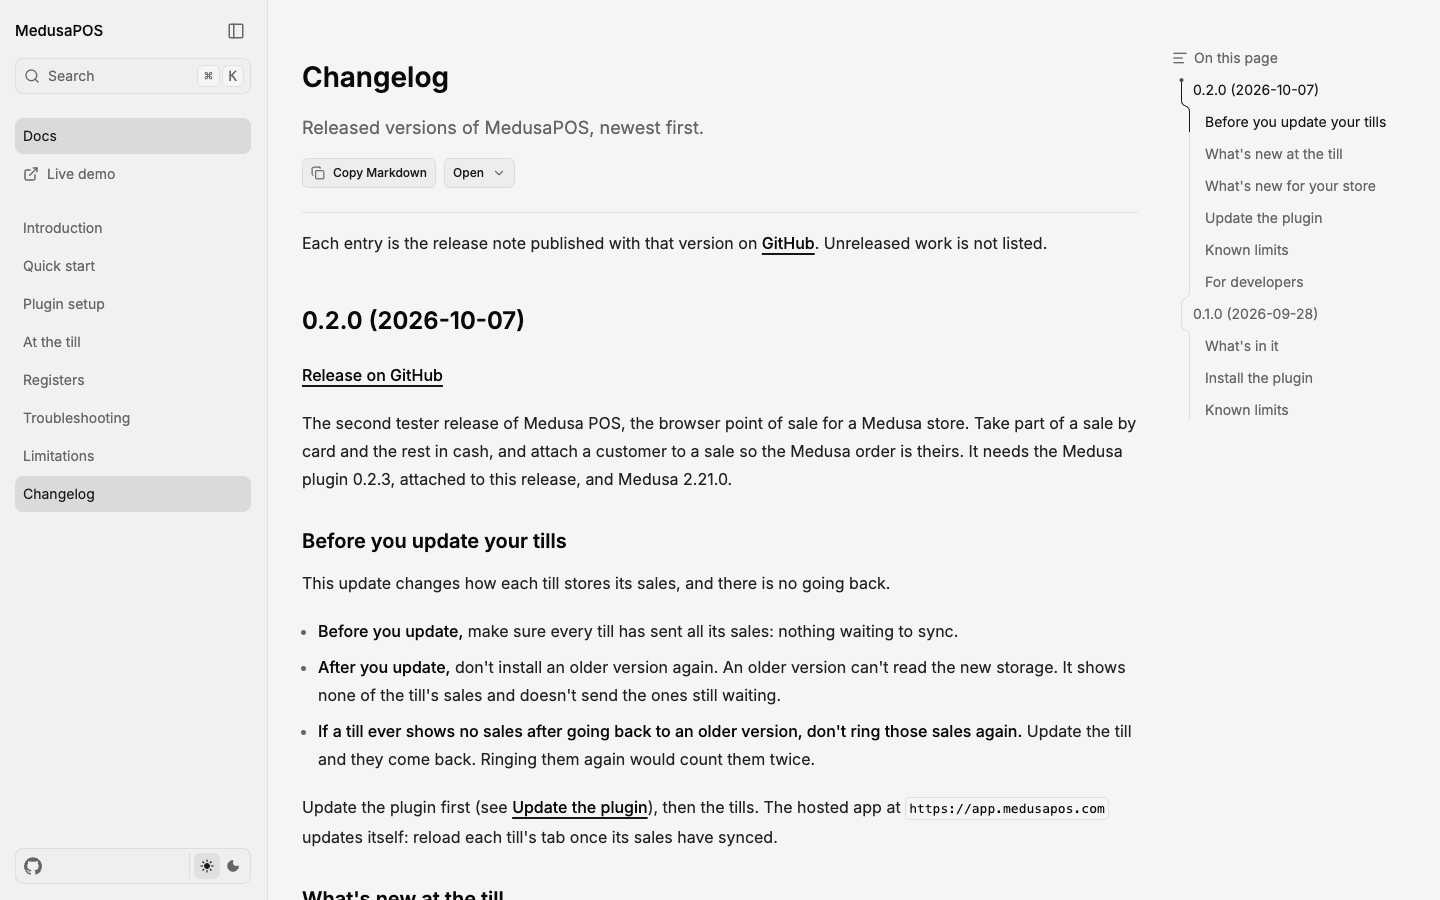 MedusaPOS
Search
⌘ K
Docs
Live demo
Introduction
Quick start
Plugin setup
At the till
Registers
Troubleshooting
Limitations
Changelog
Changelog
Released versions of MedusaPOS, newest first.
Copy Markdown
Open
Each entry is the release note published with that version on GitHub. Unreleased work is not listed.
0.2.0 (2026-10-07)
Release on GitHub
The second tester release of Medusa POS, the browser point of sale for a Medusa store. Take part of a sale by
card and the rest in cash, and attach a customer to a sale so the Medusa order is theirs. It needs the Medusa
plugin 0.2.3, attached to this release, and Medusa 2.21.0.
Before you update your tills
This update changes how each till stores its sales, and there is no going back.
Before you update, make sure every till has sent all its sales: nothing waiting to sync.
After you update, don't install an older version again. An older version can't read the new storage. It shows
none of the till's sales and doesn't send the ones still waiting.
If a till ever shows no sales after going back to an older version, don't ring those sales again. Update the till
and they come back. Ringing them again would count them twice.
Update the plugin first (see Update the plugin), then the tills. The hosted app at https://app.medusapos.com
updates itself: reload each till's tab once its sales have synced.
What's new at the till
On this page
0.2.0 (2026-10-07)
Before you update your tills
What's new at the till
What's new for your store
Update the plugin
Known limits
For developers
0.1.0 (2026-09-28)
What's in it
Install the plugin
Known limits